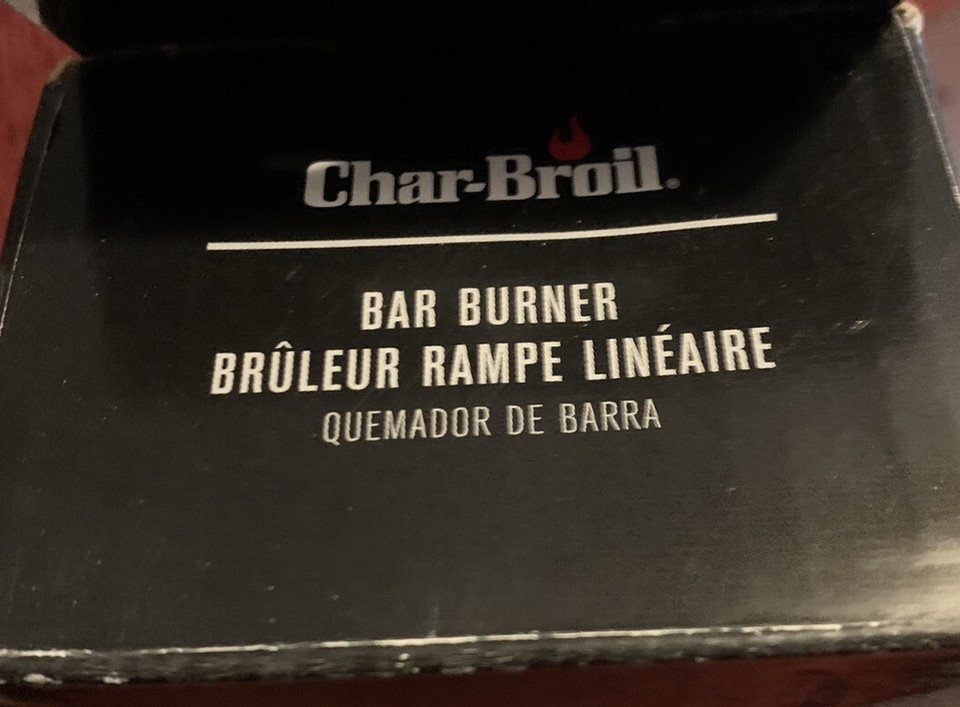 Char-Broil®
BAR BURNER
BRÛLEUR RAMPE LINÉAIRE
QUEMADOR DE BARRA